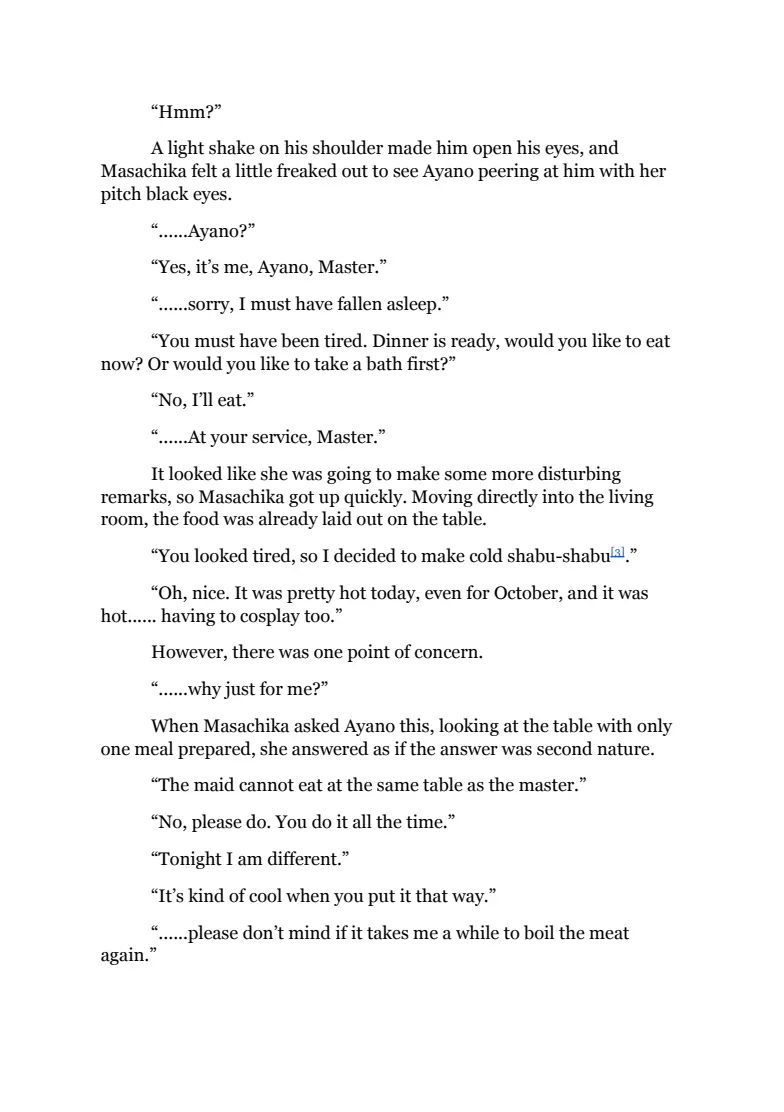 “Hmm?”
A light shake on his shoulder made him open his eyes, and
Masachika felt a little freaked out to see Ayano peering at him with her
pitch black eyes.
“......Ayano?”
“Yes, it’s me, Ayano, Master.”
“......sorry, I must have fallen asleep.”
“You must have been tired. Dinner is ready, would you like to eat
now? Or would you like to take a bath first?”
“No, I’ll eat.”
“......At your service, Master.”
It looked like she was going to make some more disturbing
remarks, so Masachika got up quickly. Moving directly into the living
room, the food was already laid out on the table.
“You looked tired, so I decided to make cold shabu-shabu[3].”
“Oh, nice. It was pretty hot today, even for October, and it was
hot...... having to cosplay too.”
However, there was one point of concern.
“......why just for me?”
When Masachika asked Ayano this, looking at the table with only
one meal prepared, she answered as if the answer was second nature.
“The maid cannot eat at the same table as the master.”
“No, please do. You do it all the time.”
“Tonight I am different.”
“It’s kind of cool when you put it that way.”
“......please don’t mind if it takes me a while to boil the meat
again.”